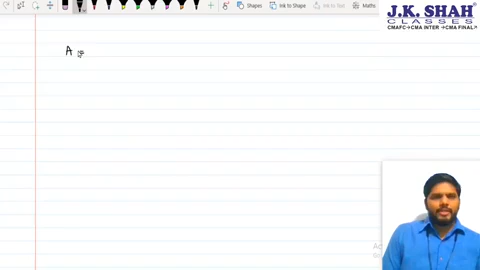 Shapes Ink to Shape Ink to Text Maths
J.K. SHAH
CLASSES
CMAFC→CMA INTER→CMA FINAL
A